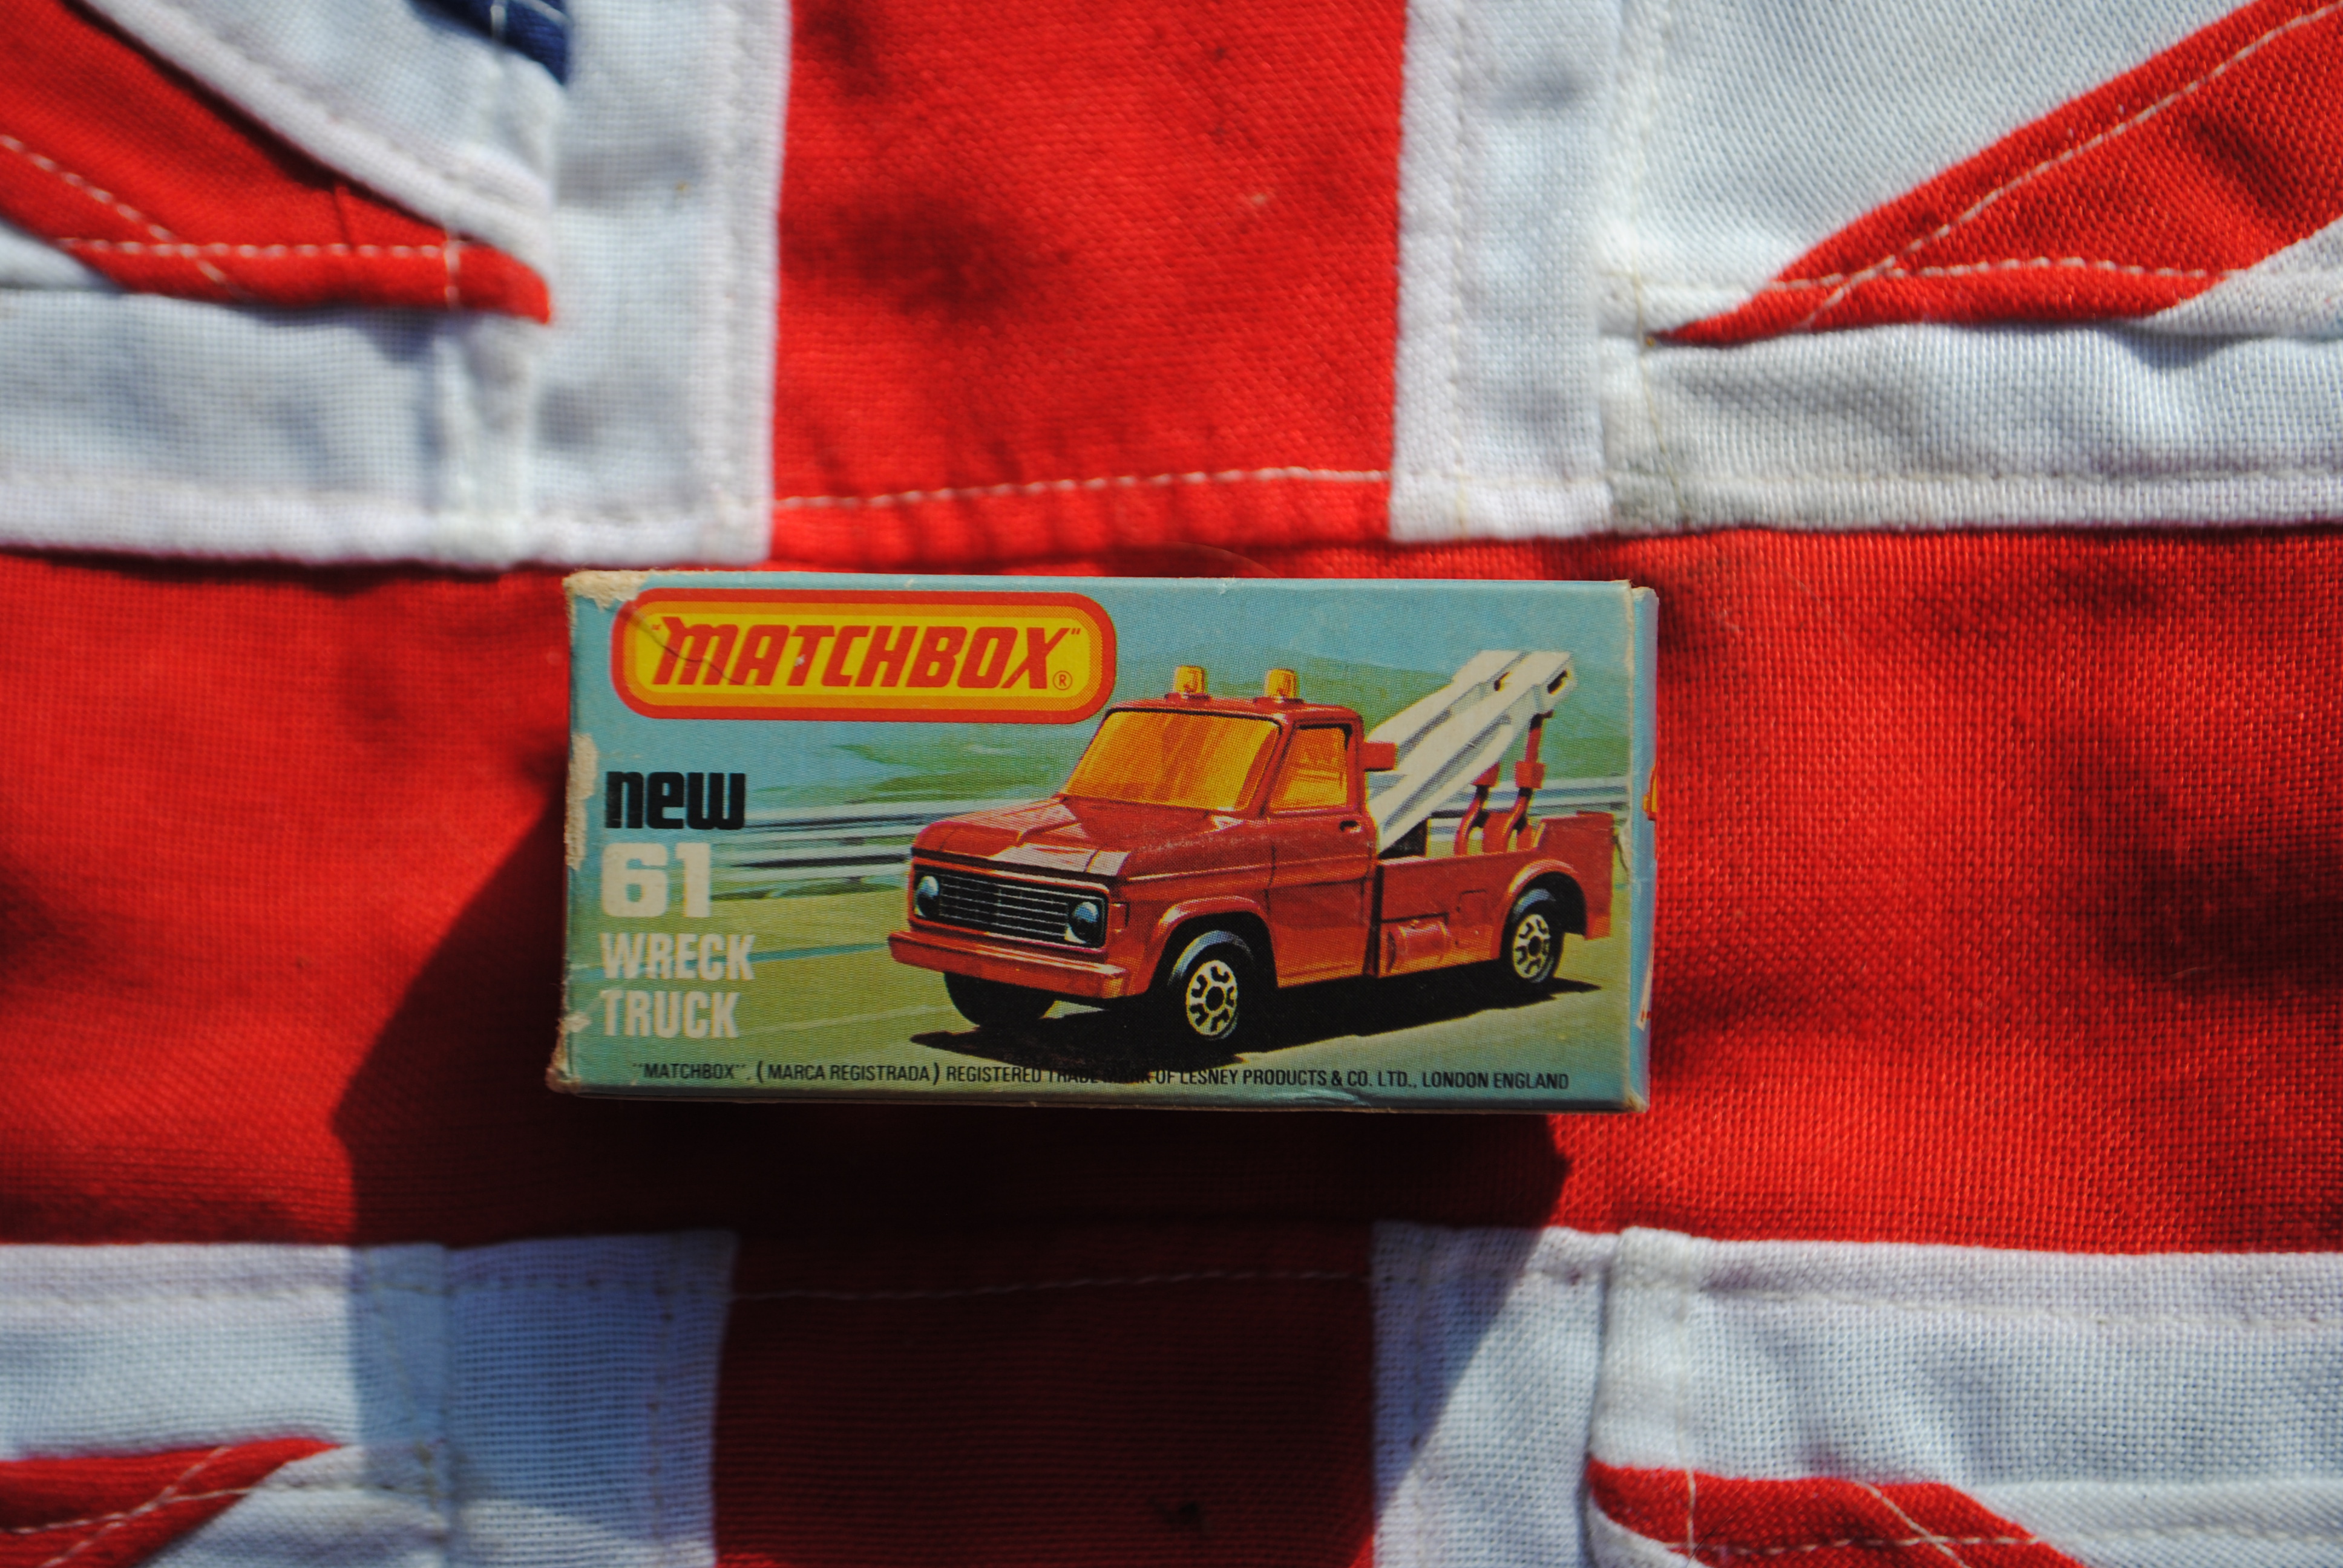 "MATCHBOX"®
new
61
WRECK
TRUCK
"MATCHBOX", (MARCA REGISTRADA) REGISTERED TRADE MARK OF LESNEY PRODUCTS & CO. LTD., LONDON ENGLAND